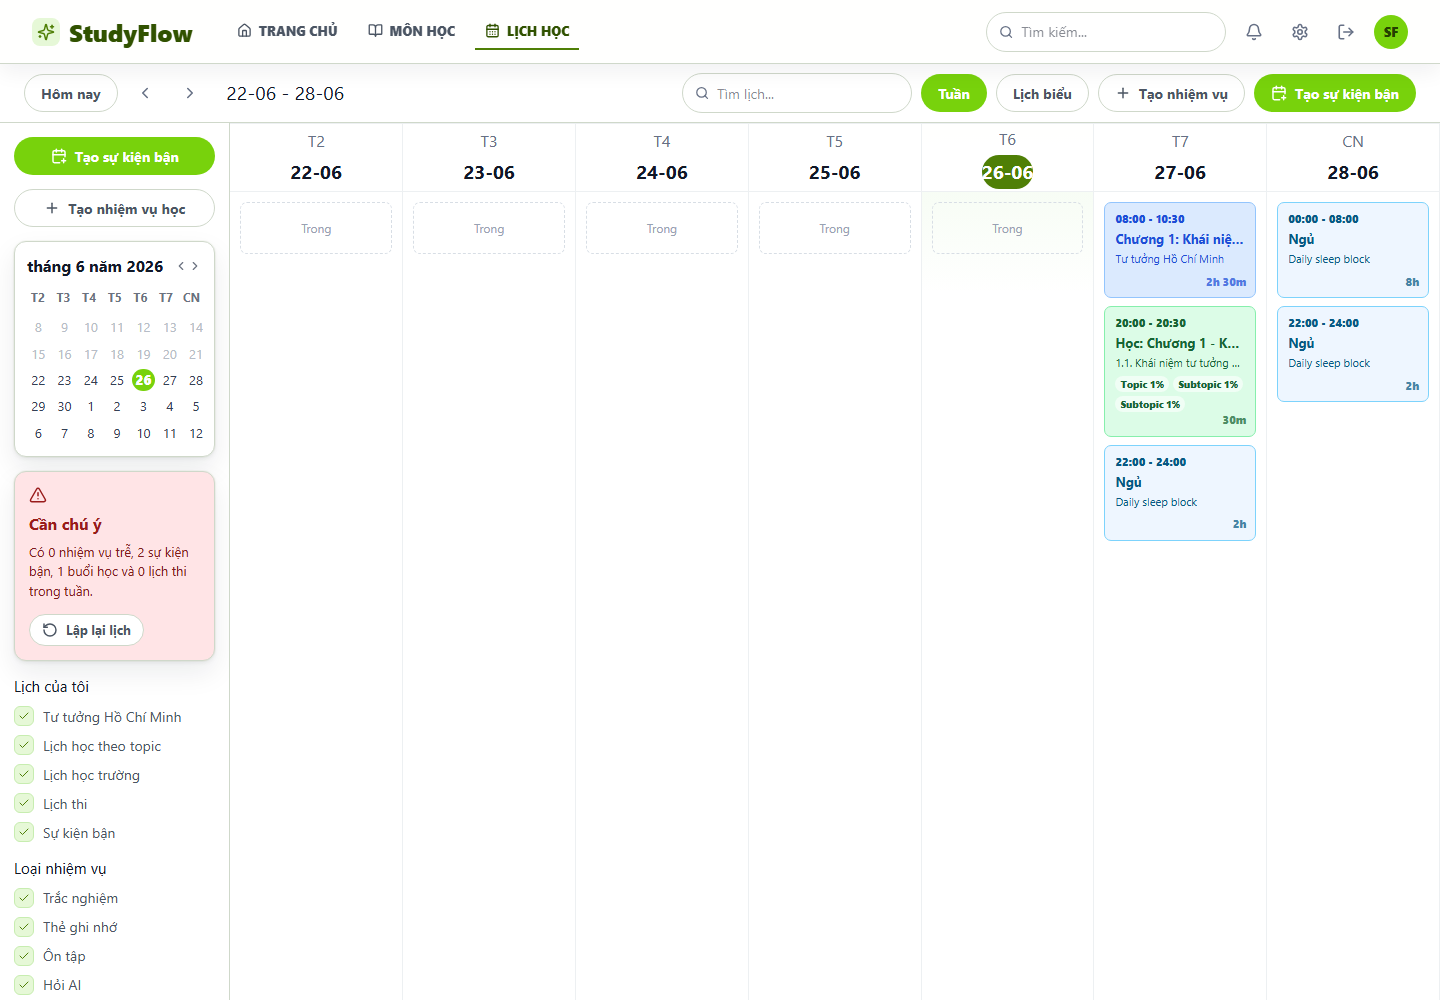 StudyFlow
TRANG CHỦ
MÔN HỌC
LỊCH HỌC
Tìm kiếm...
SF
Hôm nay
22-06 - 28-06
Tìm lịch...
Tuần
Lịch biểu
Tạo nhiệm vụ
Tạo sự kiện bận
Tạo sự kiện bận
Tạo nhiệm vụ học
tháng 6 năm 2026
T2 T3 T4 T5 T6 T7 CN
8 9 10 11 12 13 14
15 16 17 18 19 20 21
22 23 24 25 26 27 28
29 30 1 2 3 4 5
6 7 8 9 10 11 12
Cần chú ý
Có 0 nhiệm vụ trễ, 2 sự kiện
bận, 1 buổi học và 0 lịch thi
trong tuần.
Lập lại lịch
Lịch của tôi
Tư tưởng Hồ Chí Minh
Lịch học theo topic
Lịch học trường
Lịch thi
Sự kiện bận
Loại nhiệm vụ
Trắc nghiệm
Thẻ ghi nhớ
Ôn tập
Hỏi AI
T2
22-06
Trong
T3
23-06
Trong
T4
24-06
Trong
T5
25-06
Trong
T6
26-06
Trong
T7
27-06
08:00 - 10:30
Chương 1: Khái niệ...
Tư tưởng Hồ Chí Minh
2h 30m
20:00 - 20:30
Học: Chương 1 - K...
1.1. Khái niệm tư tưởng ...
Topic 1% Subtopic 1%
Subtopic 1%
30m
22:00 - 24:00
Ngủ
Daily sleep block
2h
CN
28-06
00:00 - 08:00
Ngủ
Daily sleep block
8h
22:00 - 24:00
Ngủ
Daily sleep block
2h